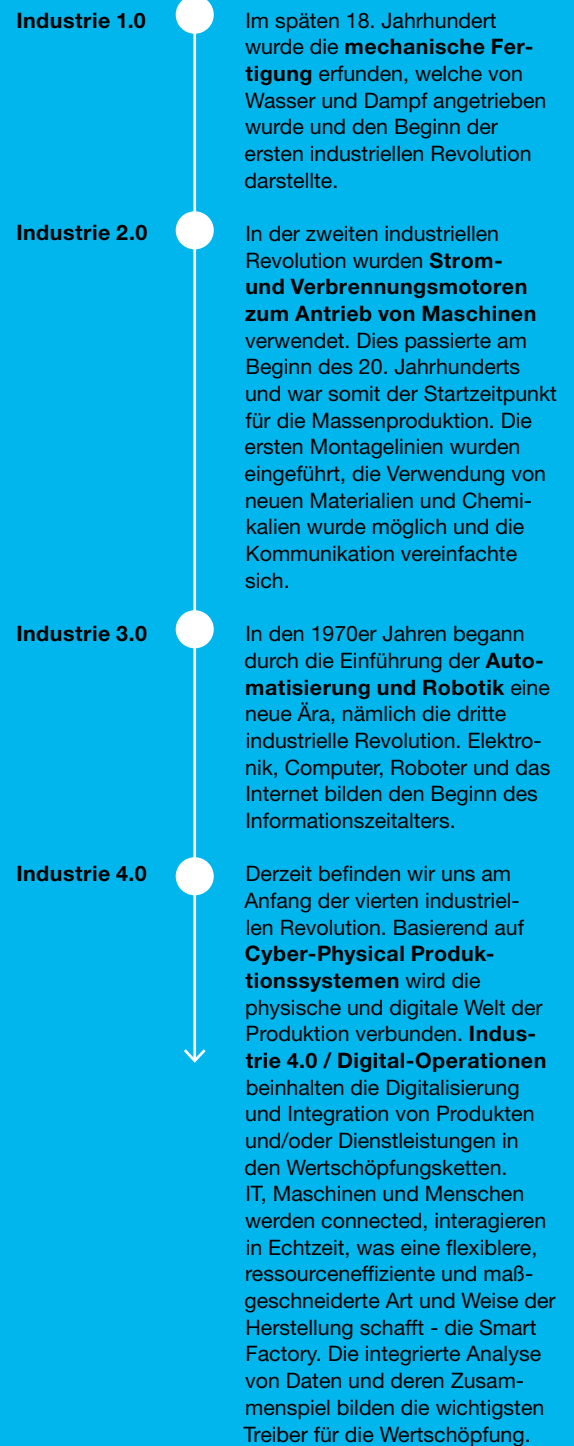 Industrie 1.0
Im späten 18. Jahrhundert
wurde die mechanische Fer-
tigung erfunden, welche von
Wasser und Dampf angetrieben
wurde und den Beginn der
ersten industriellen Revolution
darstellte.
Industrie 2.0
In der zweiten industriellen
Revolution wurden Strom-
und Verbrennungsmotoren
zum Antrieb von Maschinen
verwendet. Dies passierte am
Beginn des 20. Jahrhunderts
und war somit der Startzeitpunkt
für die Massenproduktion. Die
ersten Montagelinien wurden
eingeführt, die Verwendung von
neuen Materialien und Chemi-
kalien wurde möglich und die
Kommunikation vereinfachte
sich.
Industrie 3.0
In den 1970er Jahren begann
durch die Einführung der Auto-
matisierung und Robotik eine
neue Ära, nämlich die dritte
industrielle Revolution. Elektro-
nik, Computer, Roboter und das
Internet bilden den Beginn des
Informationszeitalters.
Industrie 4.0
Derzeit befinden wir uns am
Anfang der vierten industriel-
len Revolution. Basierend auf
Cyber-Physical Produk-
tionssystemen wird die
physische und digitale Welt der
Produktion verbunden. Indus-
trie 4.0 / Digital-Operationen
beinhalten die Digitalisierung
und Integration von Produkten
und/oder Dienstleistungen in
den Wertschöpfungsketten.
IT, Maschinen und Menschen
werden connected, interagieren
in Echtzeit, was eine flexiblere,
ressourceneffiziente und maß-
geschneiderte Art und Weise der
Herstellung schafft - die Smart
Factory. Die integrierte Analyse
von Daten und deren Zusam-
menspiel bilden die wichtigsten
Treiber für die Wertschöpfung.